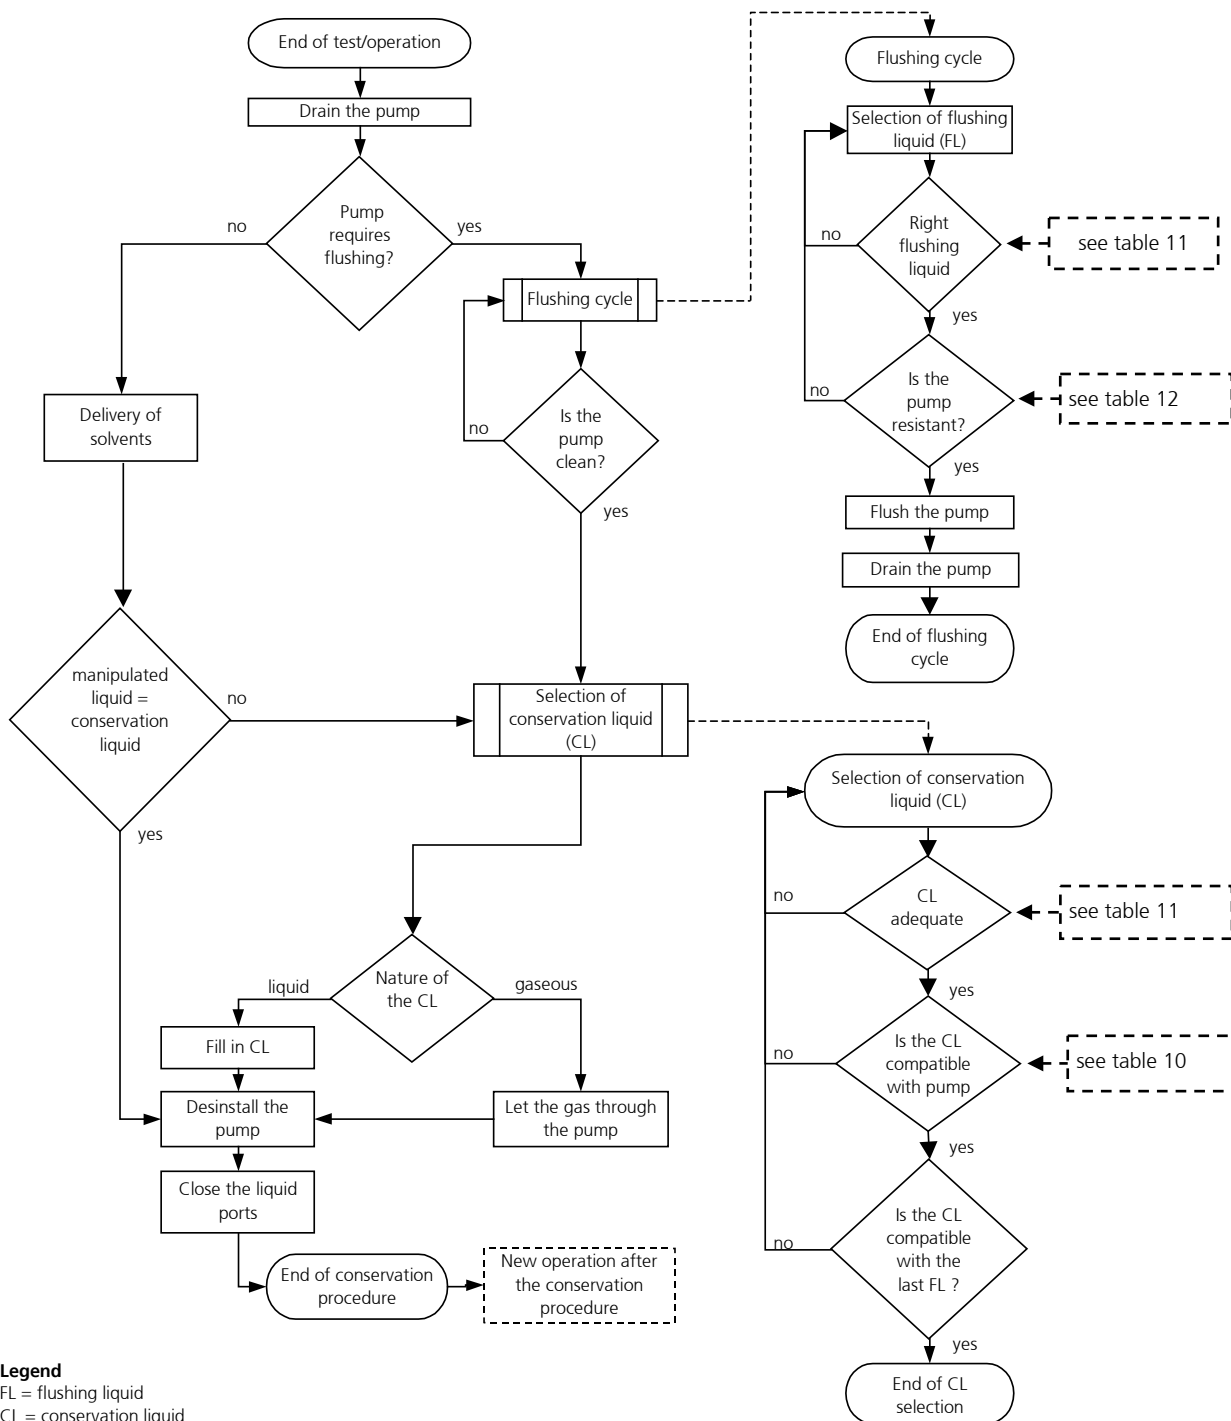 End of test/operation
Drain the pump
Pump
requires
flushing?
no
yes
Flushing cycle
Is the
pump
clean?
no
yes
Delivery of
solvents
manipulated
liquid =
conservation
liquid
no
yes
Selection of
conservation liquid
(CL)
Nature of
the CL
liquid
gaseous
Fill in CL
Desinstall the
pump
Let the gas through
the pump
Close the liquid
ports
End of conservation
procedure
New operation after
the conservation
procedure
Flushing cycle
Selection of flushing
liquid (FL)
Right
flushing
liquid
no
see table 11
yes
Is the
pump
resistant?
no
see table 12
yes
Flush the pump
Drain the pump
End of flushing
cycle
Selection of conservation
liquid (CL)
CL
adequate
no
see table 11
yes
Is the CL
compatible
with pump
no
see table 10
yes
Is the CL
compatible
with the
last FL ?
no
yes
End of CL
selection
Legend
FL = flushing liquid
CL = conservation liquid